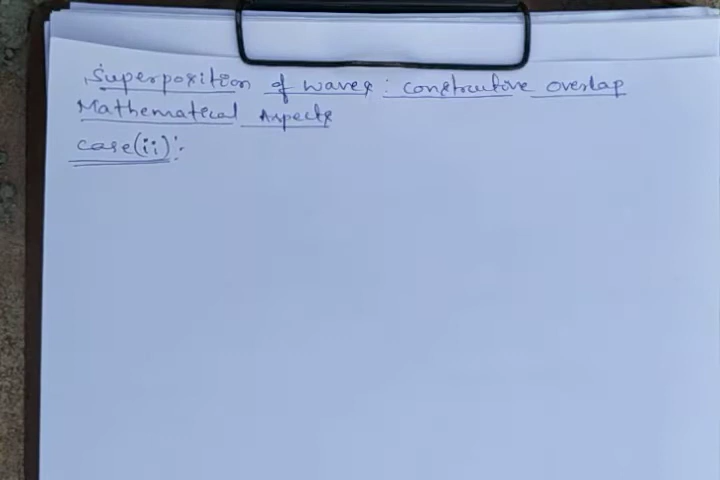 Superposition of waves : constructive overlap
Mathematical Aspects
case(ii):